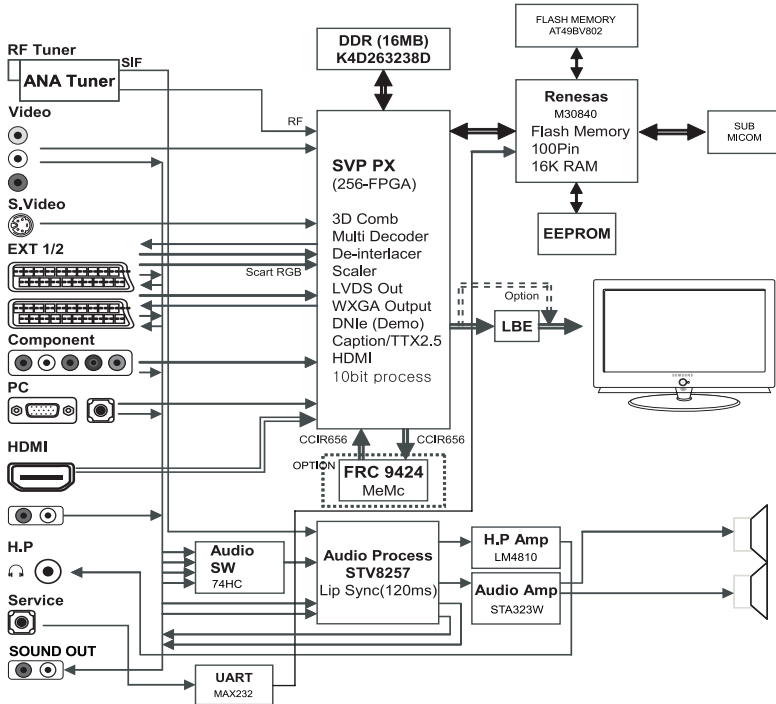 RF Tuner
SIF
ANA Tuner
RF
Video
S.Video
EXT 1/2
Scart RGB
Component
PC
HDMI
H.P
Service
SOUND OUT
DDR (16MB)
K4D263238D
SVP PX
(256-FPGA)
3D Comb
Multi Decoder
De-interlacer
Scaler
LVDS Out
WXGA Output
DNIe (Demo)
Caption/TTX2.5
HDMI
10bit process
CCIR656
CCIR656
OPTION
FRC 9424
MeMc
FLASH MEMORY
AT49BV802
Renesas
M30840
Flash Memory
100Pin
16K RAM
SUB
MICOM
EEPROM
Option
LBE
SAMSUNG
Audio
SW
74HC
Audio Process
STV8257
Lip Sync(120ms)
H.P Amp
LM4810
Audio Amp
STA323W
UART
MAX232